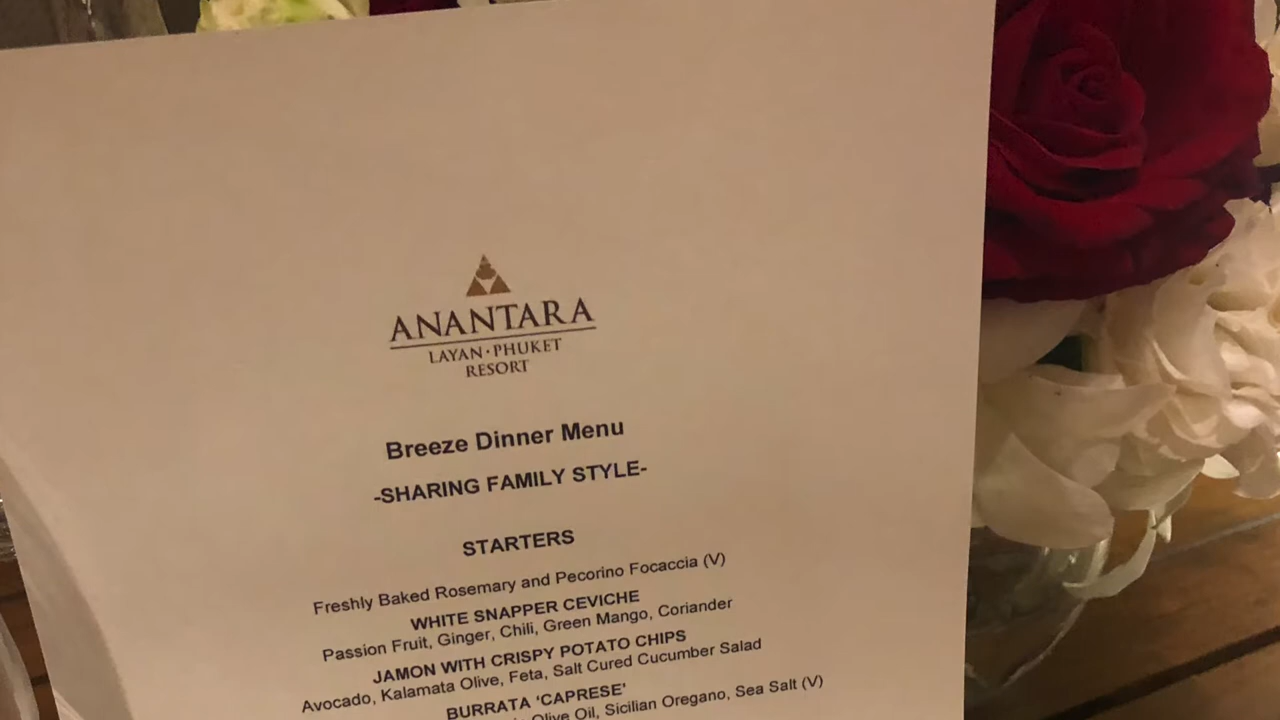 ANANTARA
LAYAN · PHUKET
RESORT
Breeze Dinner Menu
-SHARING FAMILY STYLE-
STARTERS
Freshly Baked Rosemary and Pecorino Focaccia (V)
WHITE SNAPPER CEVICHE
Passion Fruit, Ginger, Chili, Green Mango, Coriander
JAMON WITH CRISPY POTATO CHIPS
Avocado, Kalamata Olive, Feta, Salt Cured Cucumber Salad
BURRATA ‘CAPRESE’
Olive Oil, Sicilian Oregano, Sea Salt (V)